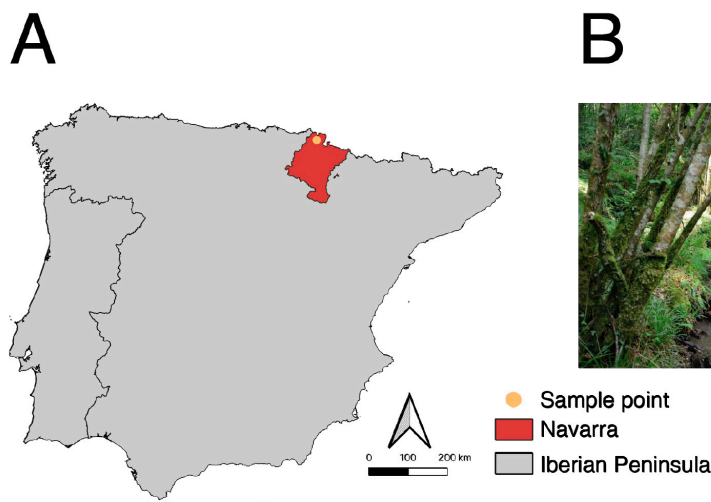 A
B
Sample point
Navarra
Iberian Peninsula
0 100 200 km